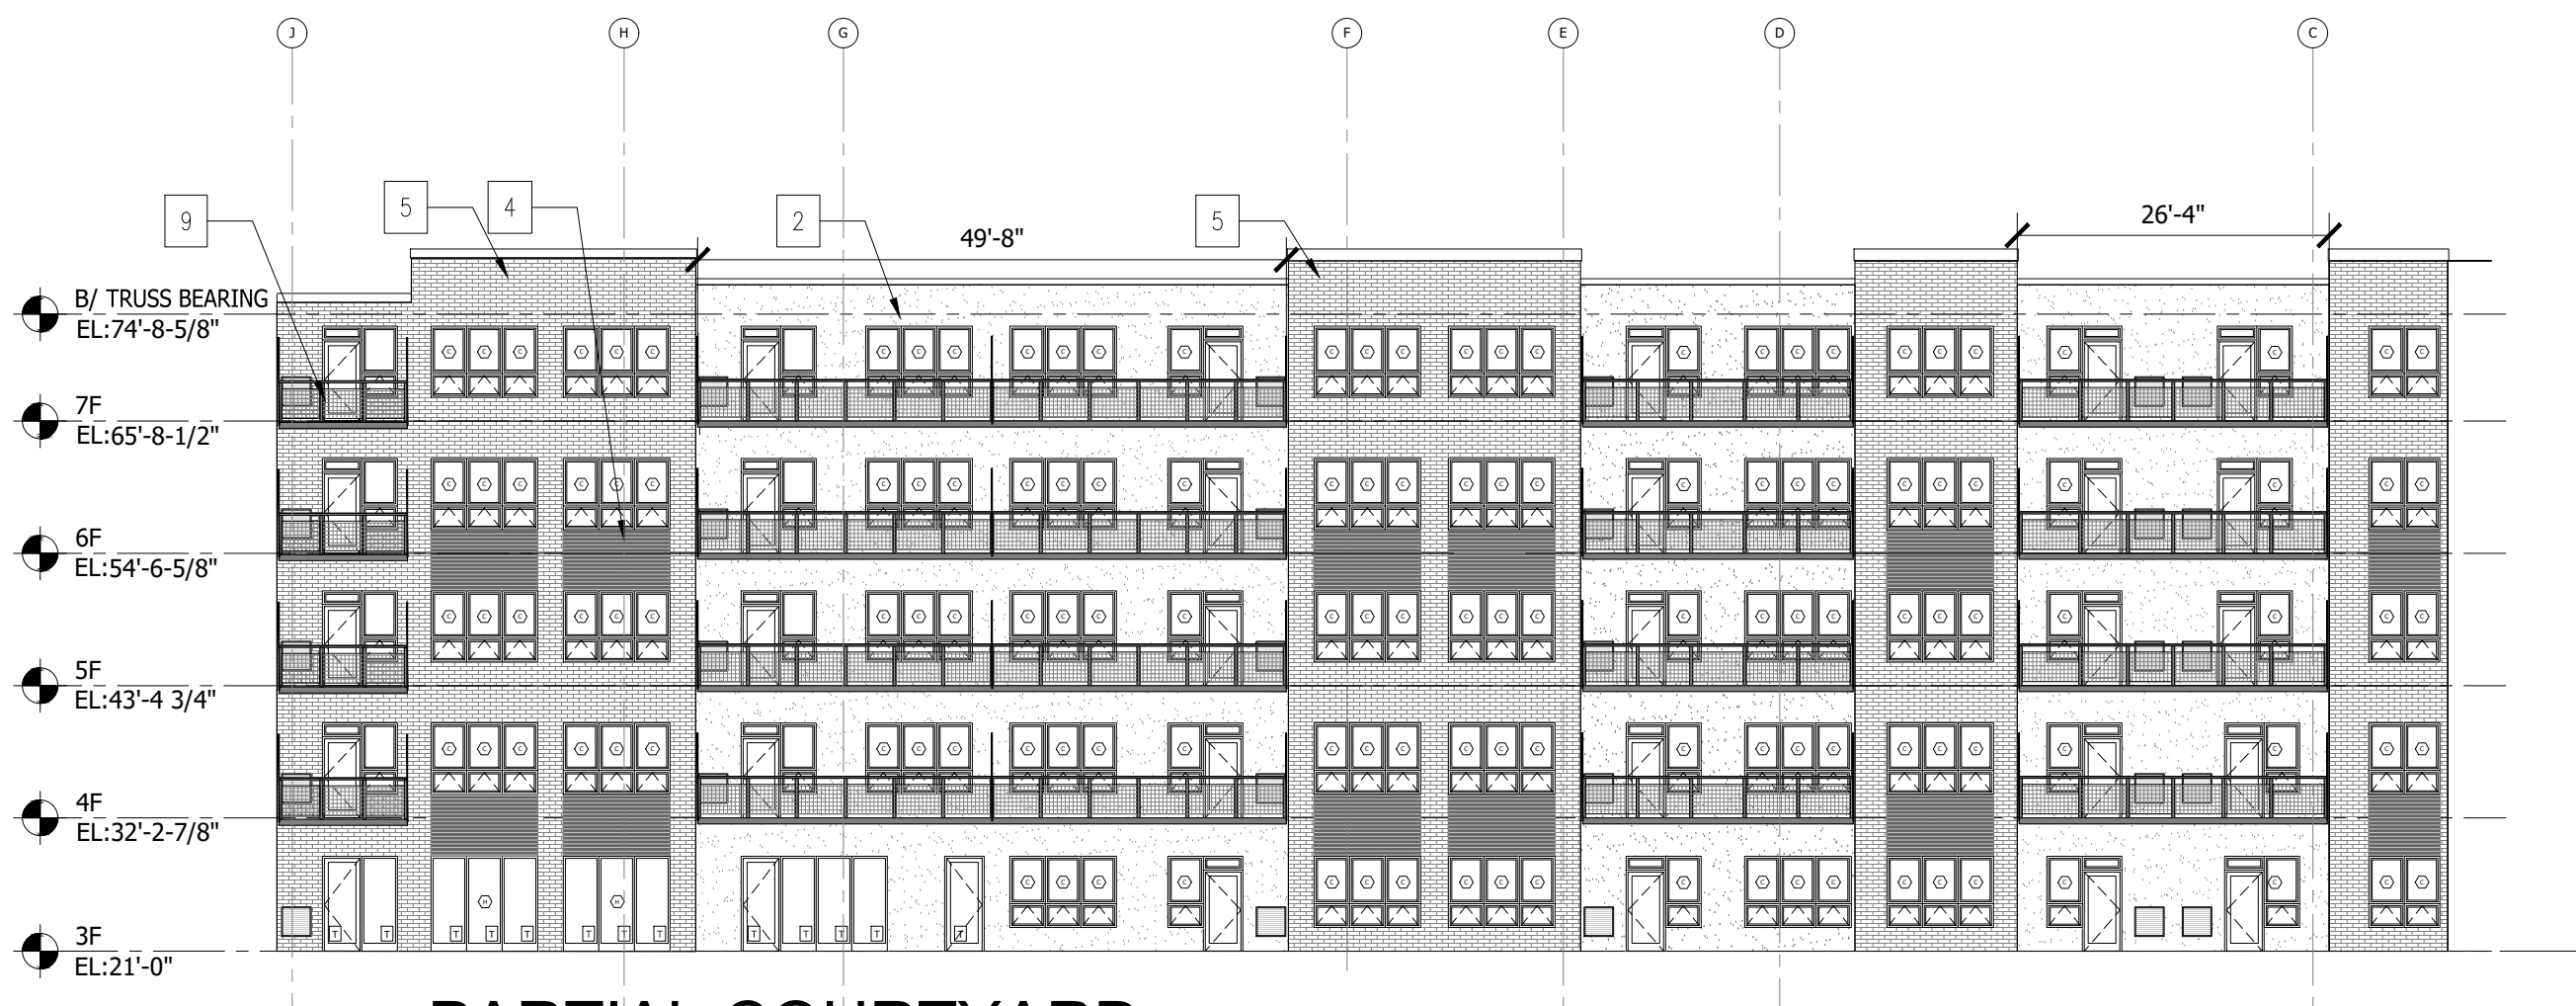 J H G F E D C
9 5 4 2 5
49'-8" 26'-4"
B/ TRUSS BEARING
EL:74'-8-5/8"
C C C C C C C C C C C C C C C C C C C C C C C C C C C C C C
7F
EL:65'-8-1/2"
C C C C C C C C C C C C C C C C C C C C C C C C C C C C C C
6F
EL:54'-6-5/8"
C C C C C C C C C C C C C C C C C C C C C C C C C C C C C C
5F
EL:43'-4 3/4"
C C C C C C C C C C C C C C C C C C C C C C C C C C C C C C
4F
EL:32'-2-7/8"
C C C C C C C C C C C C C C C C C C C C C
H H
T T T T T T T T T T T T T
3F
EL:21'-0"
PARTIAL COURTYARD